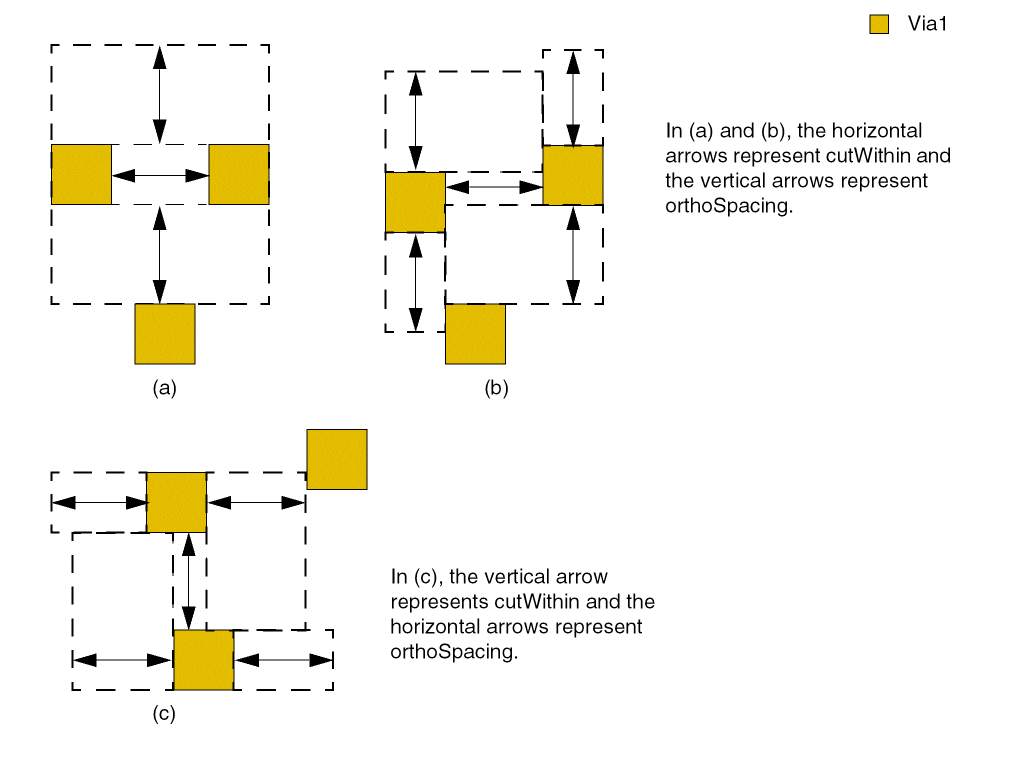 Via1
In (a) and (b), the horizontal
arrows represent cutWithin and
the vertical arrows represent
orthoSpacing.
(a)
(b)
In (c), the vertical arrow
represents cutWithin and the
horizontal arrows represent
orthoSpacing.
(c)